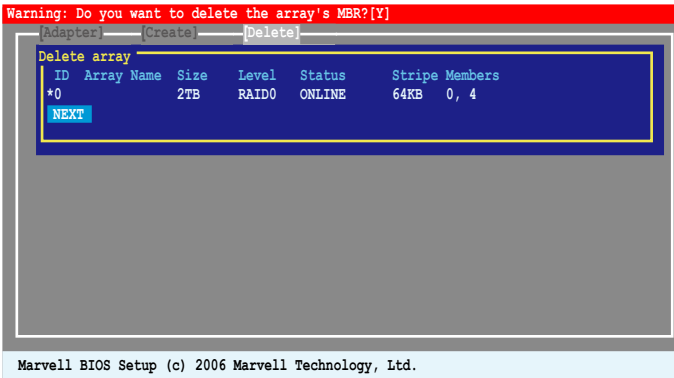 Warning: Do you want to delete the array's MBR?[Y]
[Adapter] [Create] [Delete]
Delete array
ID Array Name Size Level Status Stripe Members
*0 2TB RAID0 ONLINE 64KB 0, 4
NEXT
Marvell BIOS Setup (c) 2006 Marvell Technology, Ltd.